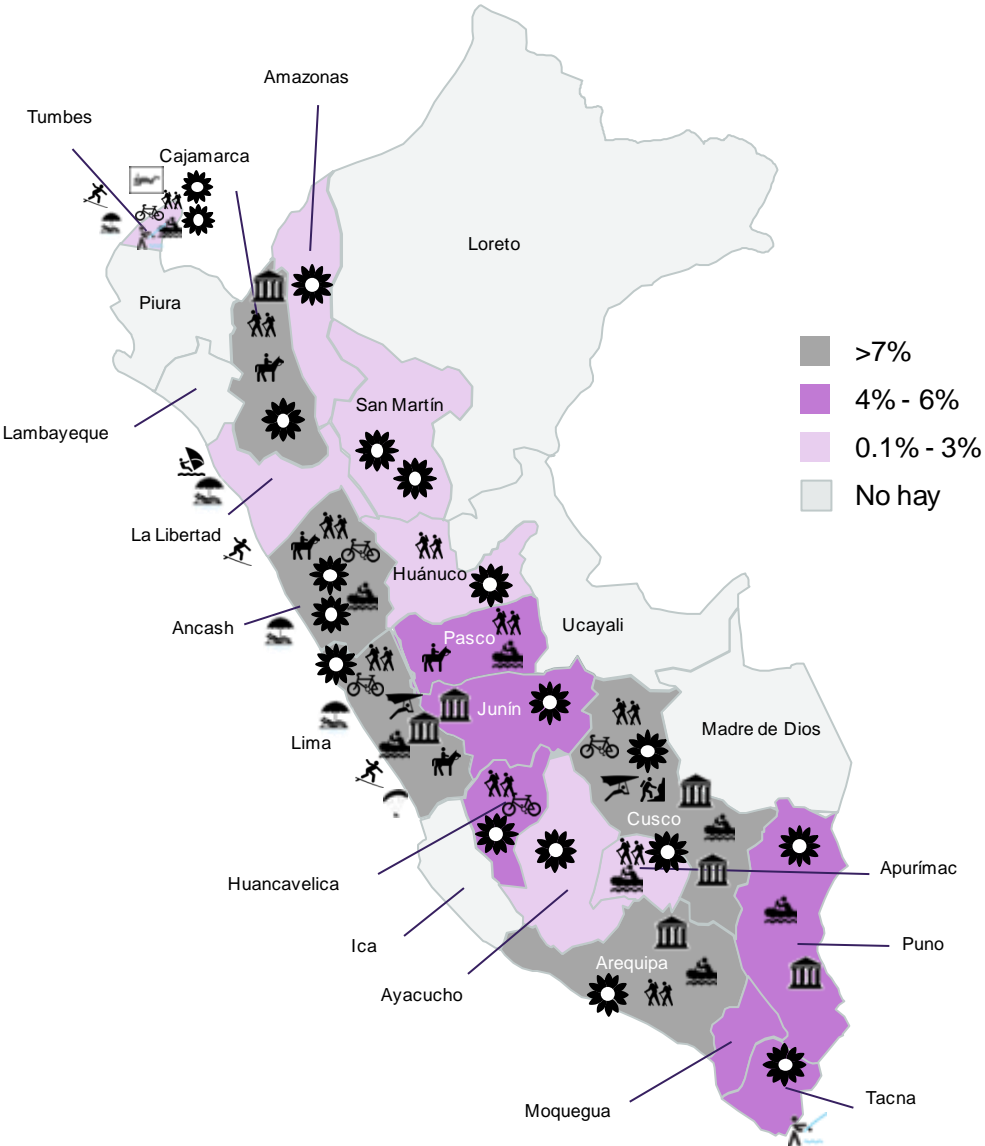 Amazonas
Tumbes
Cajamarca
Loreto
Piura
>7%
4% - 6%
0.1% - 3%
No hay
San Martín
Lambayeque
La Libertad
Huánuco
Ancash
Pasco
Ucayali
Junín
Madre de Dios
Lima
Cusco
Apurímac
Huancavelica
Ica
Puno
Arequipa
Ayacucho
Tacna
Moquegua